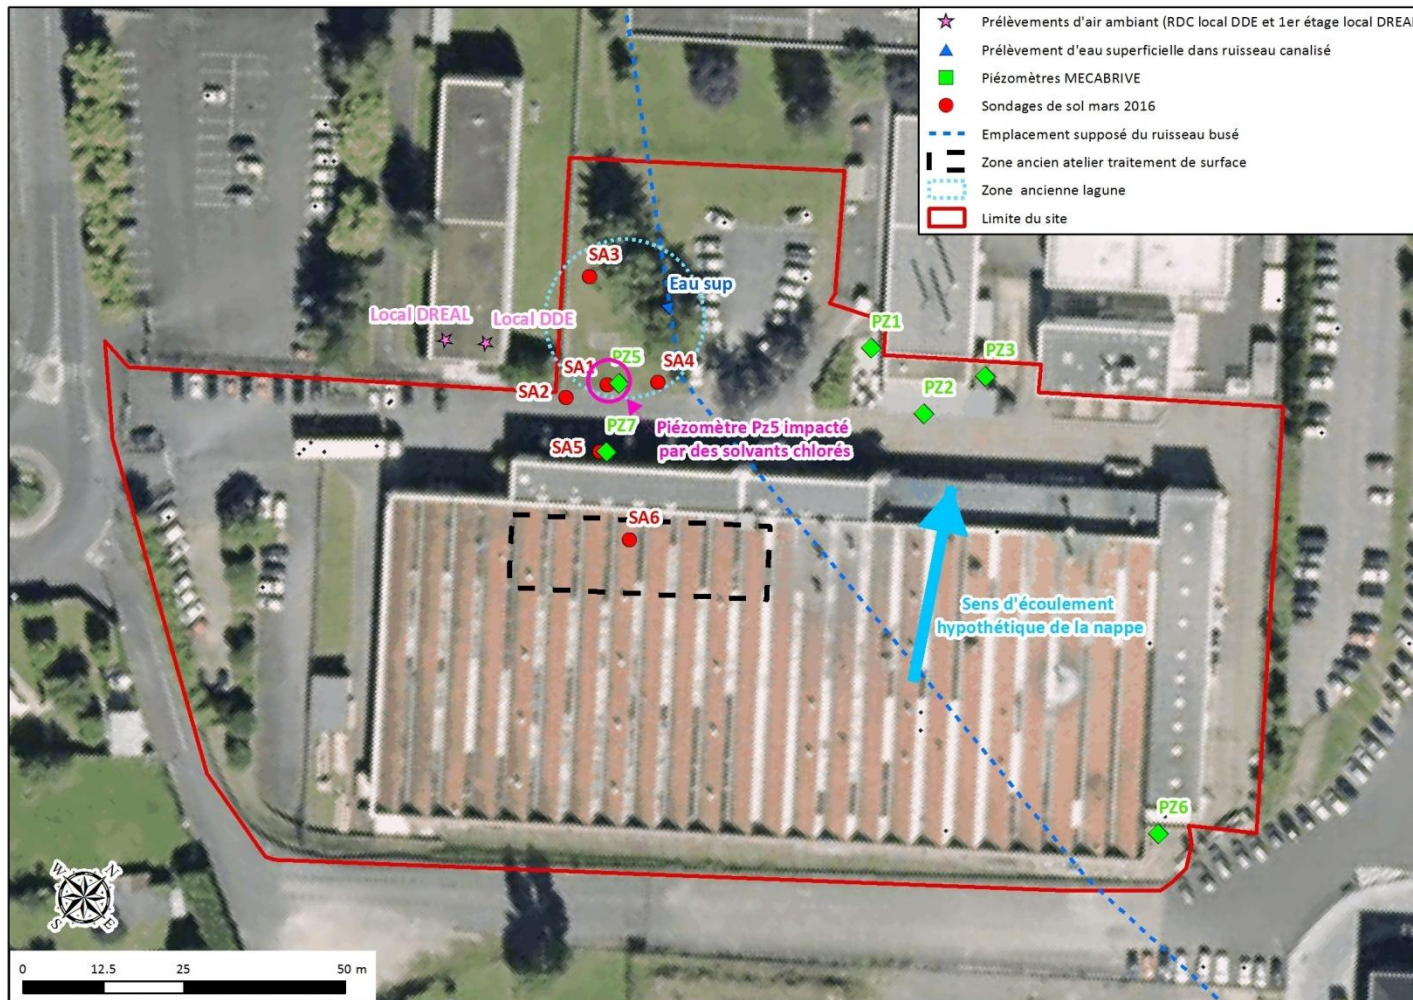 Prélèvements d'air ambiant (RDC local DDE et 1er étage local DREAL
Prélèvement d'eau superficielle dans ruisseau canalisé
Piézomètres MECABRIVE
Sondages de sol mars 2016
Emplacement supposé du ruisseau busé
Zone ancien atelier traitement de surface
Zone ancienne lagune
Limite du site
SA3
Eau sup
Local DREAL
Local DDE
PZ1
PZ3
PZ5
SA1
SA4
SA2
PZ2
PZ7
Piézomètre Pz5 impacté
par des solvants chlorés
SA5
SA6
Sens d'écoulement
hypothétique de la nappe
PZ6
W
N
S
E
0
12.5
25
50 m